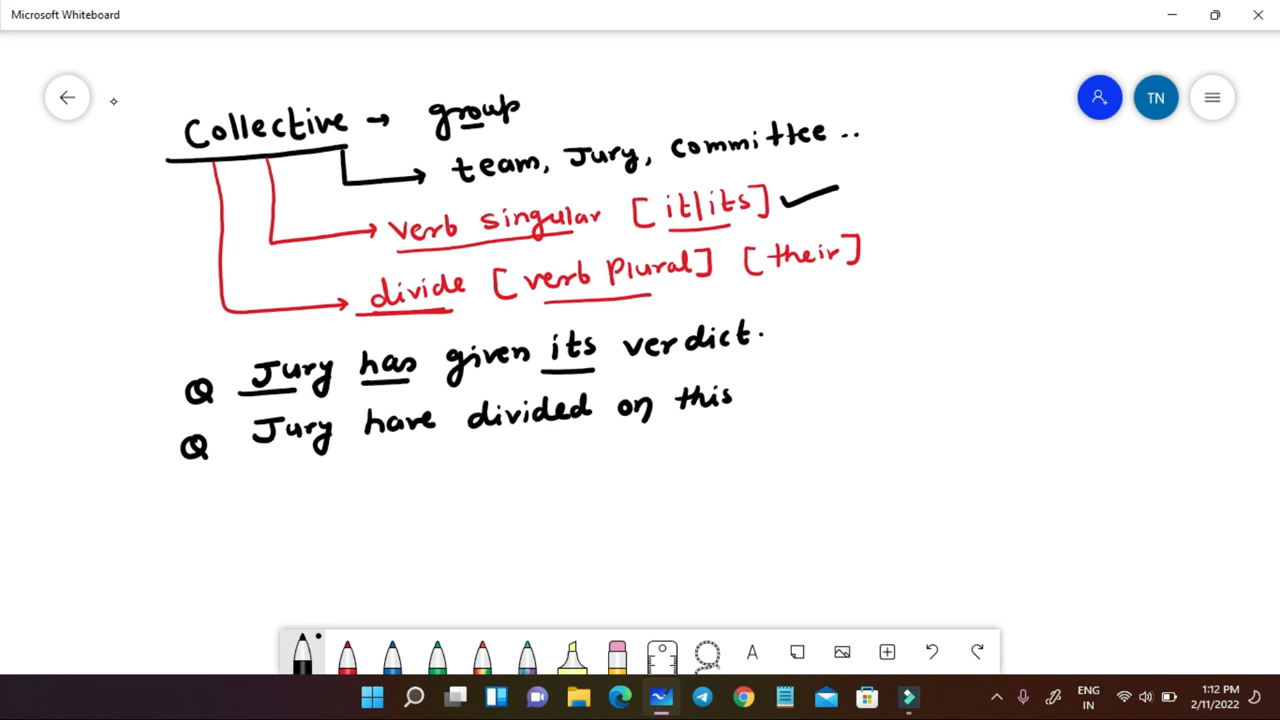 Microsoft Whiteboard
TN
Collective → group
→ team, Jury, committee ..
→ verb singular [it/its] ✓
→ divide [verb Plural] [their]
Q Jury has given its verdict.
Q Jury have divided on this
A
ENG
IN
1:12 PM
2/11/2022